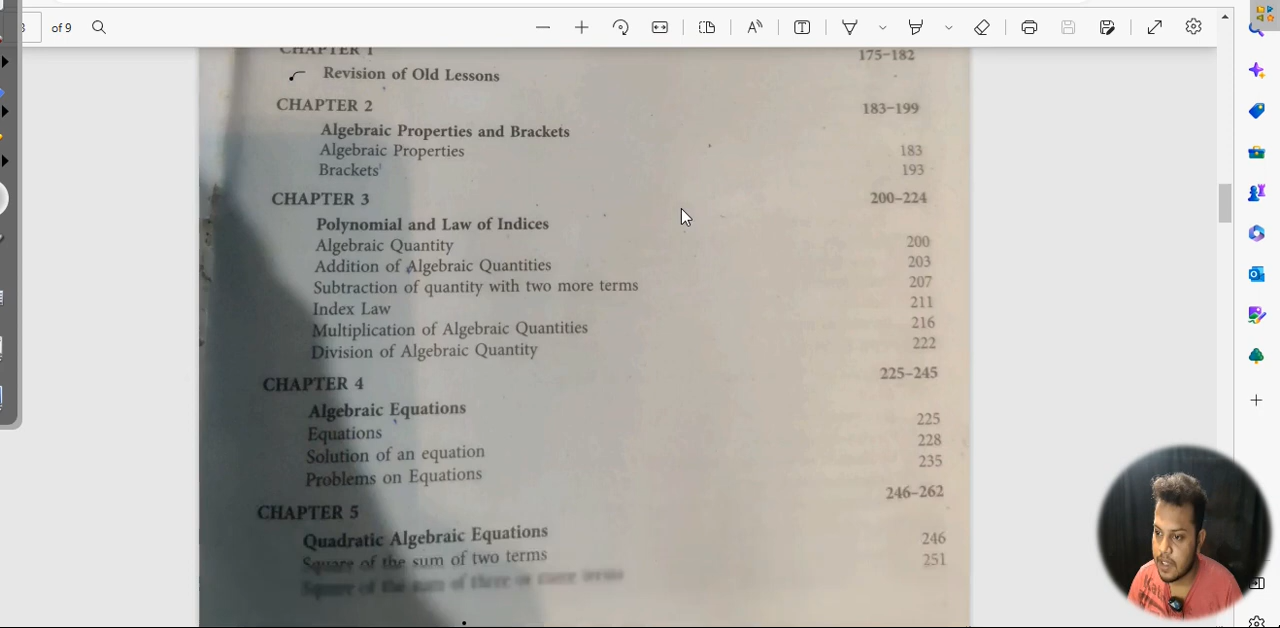 of 9
CHAPTER 1 175-182
Revision of Old Lessons
CHAPTER 2 183-199
Algebraic Properties and Brackets
Algebraic Properties 183
Brackets 193
CHAPTER 3 200-224
Polynomial and Law of Indices
Algebraic Quantity 200
Addition of Algebraic Quantities 203
Subtraction of quantity with two more terms 207
Index Law 211
Multiplication of Algebraic Quantities 216
Division of Algebraic Quantity 222
CHAPTER 4 225-245
Algebraic Equations
Equations 225
Solution of an equation 228
Problems on Equations 235
CHAPTER 5 246-262
Quadratic Algebraic Equations
Square of the sum of two terms 246
Square of the sum of three or more terms 251